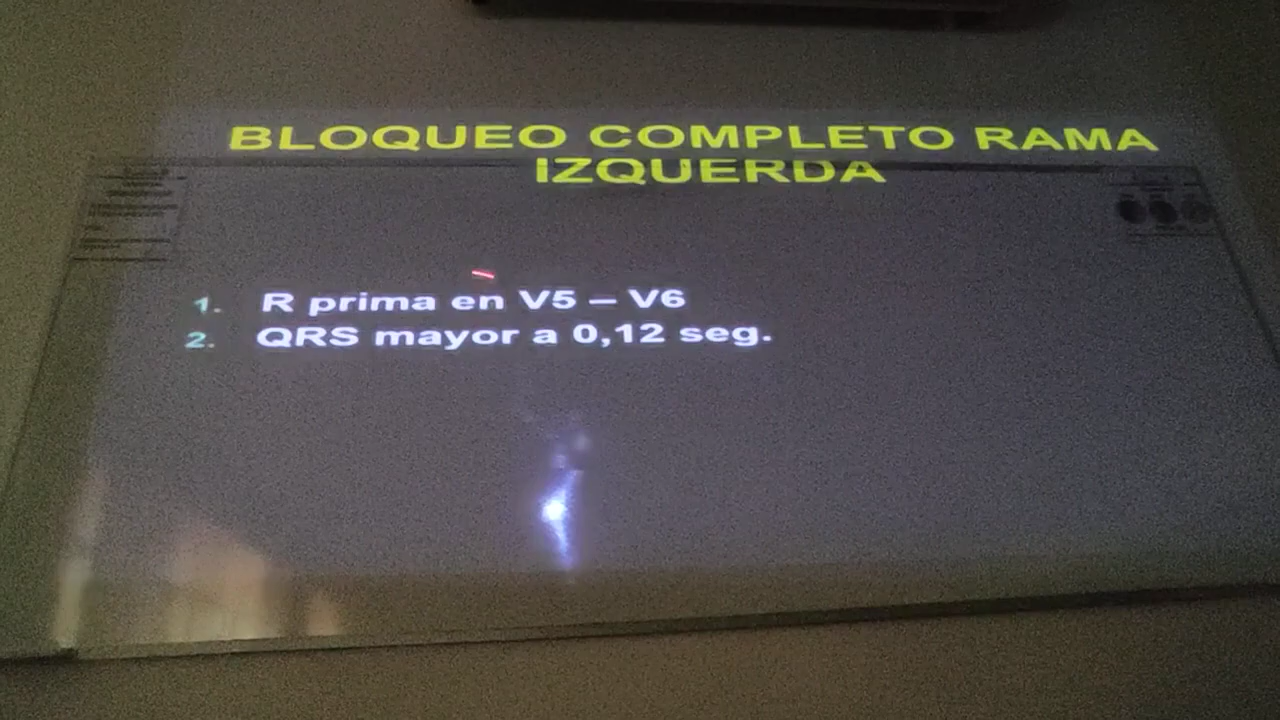 BLOQUEO COMPLETO RAMA
IZQUERDA
1. R prima en V5 – V6
2. QRS mayor a 0,12 seg.